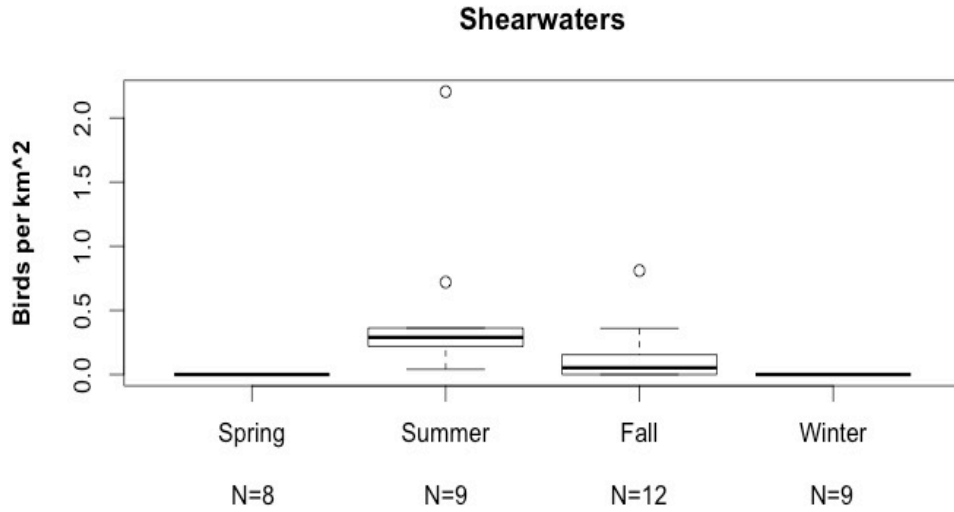 Shearwaters
Birds per km^2
2.0
1.5
1.0
0.5
0.0
Spring Summer Fall Winter
N=8 N=9 N=12 N=9